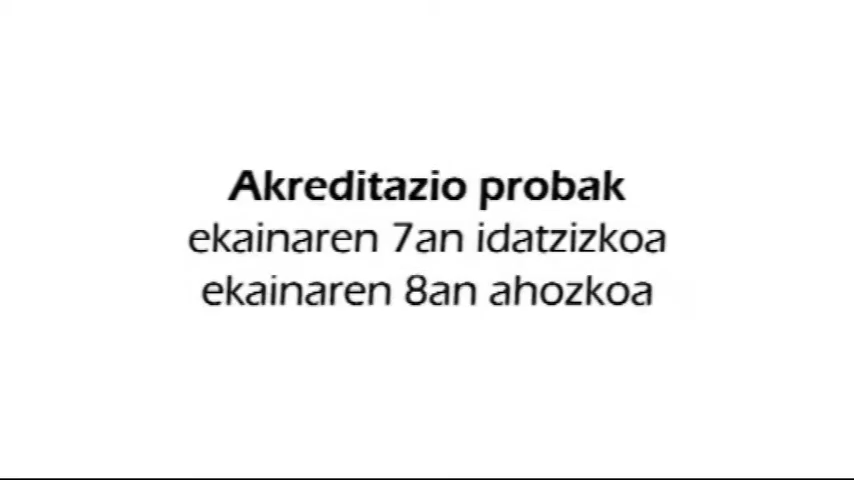 Akreditazio probak
ekainaren 7an idatzizkoa
ekainaren 8an ahozkoa